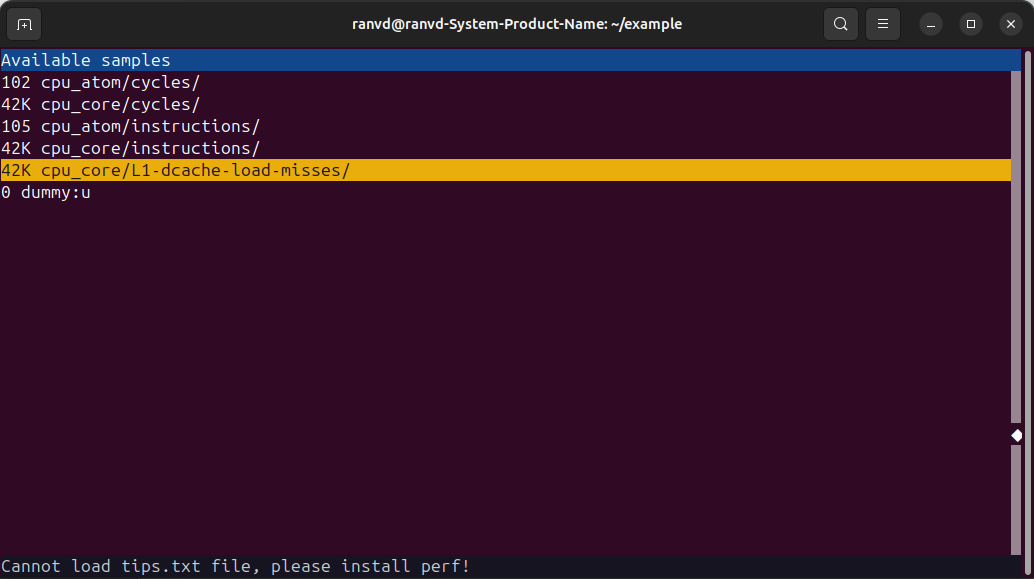 ranvd@ranvd-System-Product-Name: ~/example
Available samples
102 cpu_atom/cycles/
42K cpu_core/cycles/
105 cpu_atom/instructions/
42K cpu_core/instructions/
42K cpu_core/L1-dcache-load-misses/
0 dummy:u
Cannot load tips.txt file, please install perf!